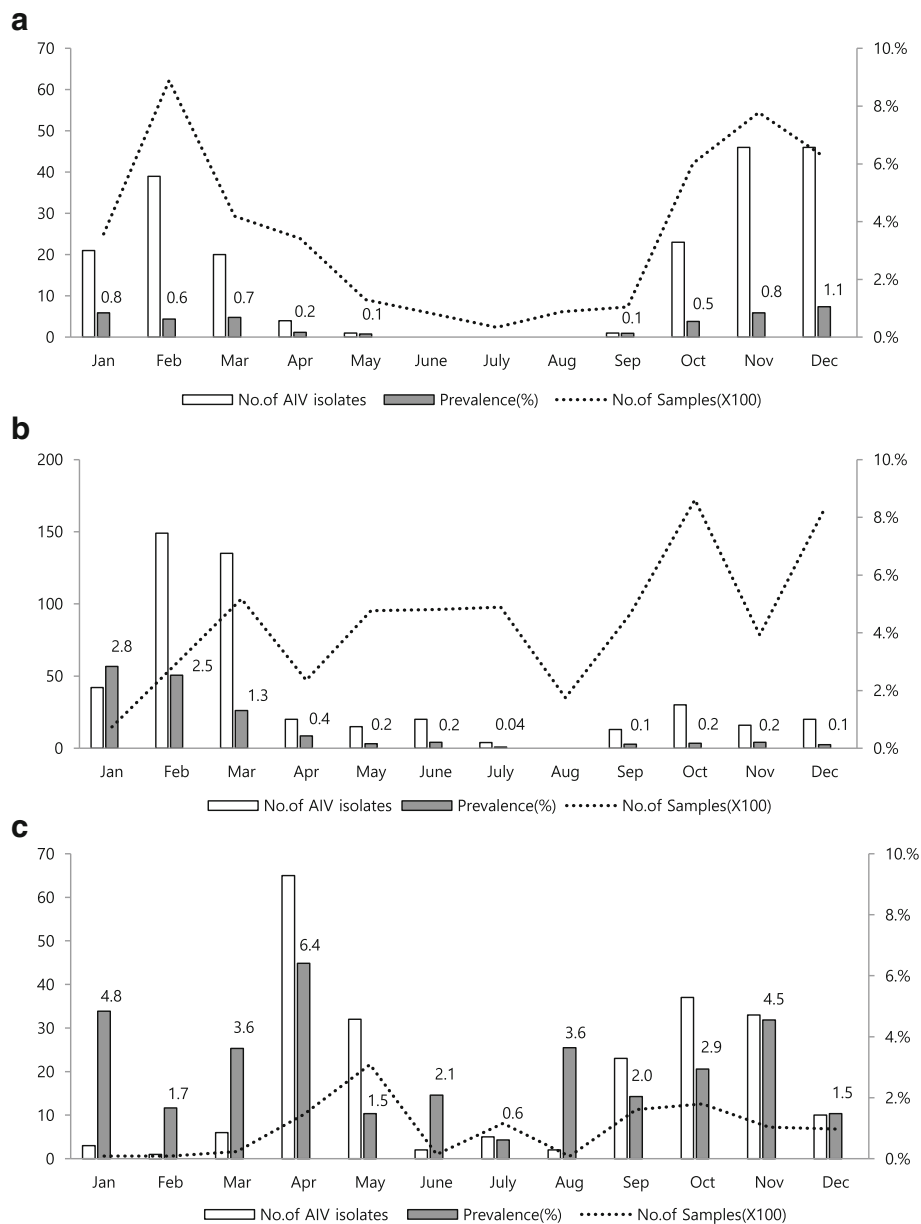 a
70 10.%
60 8.%
50
40 6.%
30 4.%
20 2.%
10
0 0.%
0.8 0.6 0.7 0.2 0.1 0.1 0.5 0.8 1.1
Jan Feb Mar Apr May June July Aug Sep Oct Nov Dec
No.of AIV isolates Prevalence(%) No.of Samples(X100)
b
200 10.%
8.%
150
6.%
100
4.%
50
2.%
0 0.%
2.8 2.5 1.3 0.4 0.2 0.2 0.04 0.1 0.2 0.2 0.1
Jan Feb Mar Apr May June July Aug Sep Oct Nov Dec
No.of AIV isolates Prevalence(%) No.of Samples(X100)
c
70 10.%
60 8.%
50
40 6.%
30 4.%
20 2.%
10
0 0.%
4.8 1.7 3.6 6.4 1.5 2.1 0.6 3.6 2.0 2.9 4.5 1.5
Jan Feb Mar Apr May June July Aug Sep Oct Nov Dec
No.of AIV isolates Prevalence(%) No.of Samples(X100)